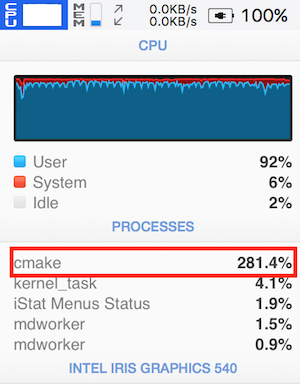 CPU MEM 0.0KB/s 0.0KB/s 100%
CPU
User 92%
System 6%
Idle 2%
PROCESSES
cmake 281.4%
kernel_task 4.1%
iStat Menus Status 1.9%
mdworker 1.5%
mdworker 0.9%
INTEL IRIS GRAPHICS 540